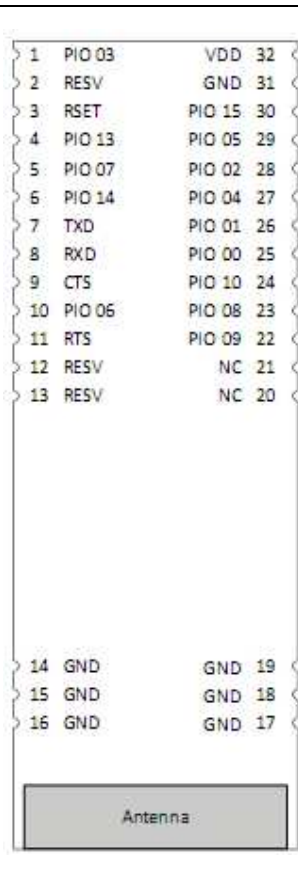 1 PIO 03 VDD 32
2 RESV GND 31
3 RSET PIO 15 30
4 PIO 13 PIO 05 29
5 PIO 07 PIO 02 28
6 PIO 14 PIO 04 27
7 TXD PIO 01 26
8 RXD PIO 00 25
9 CTS PIO 10 24
10 PIO 06 PIO 08 23
11 RTS PIO 09 22
12 RESV NC 21
13 RESV NC 20
14 GND GND 19
15 GND GND 18
16 GND GND 17
Antenna